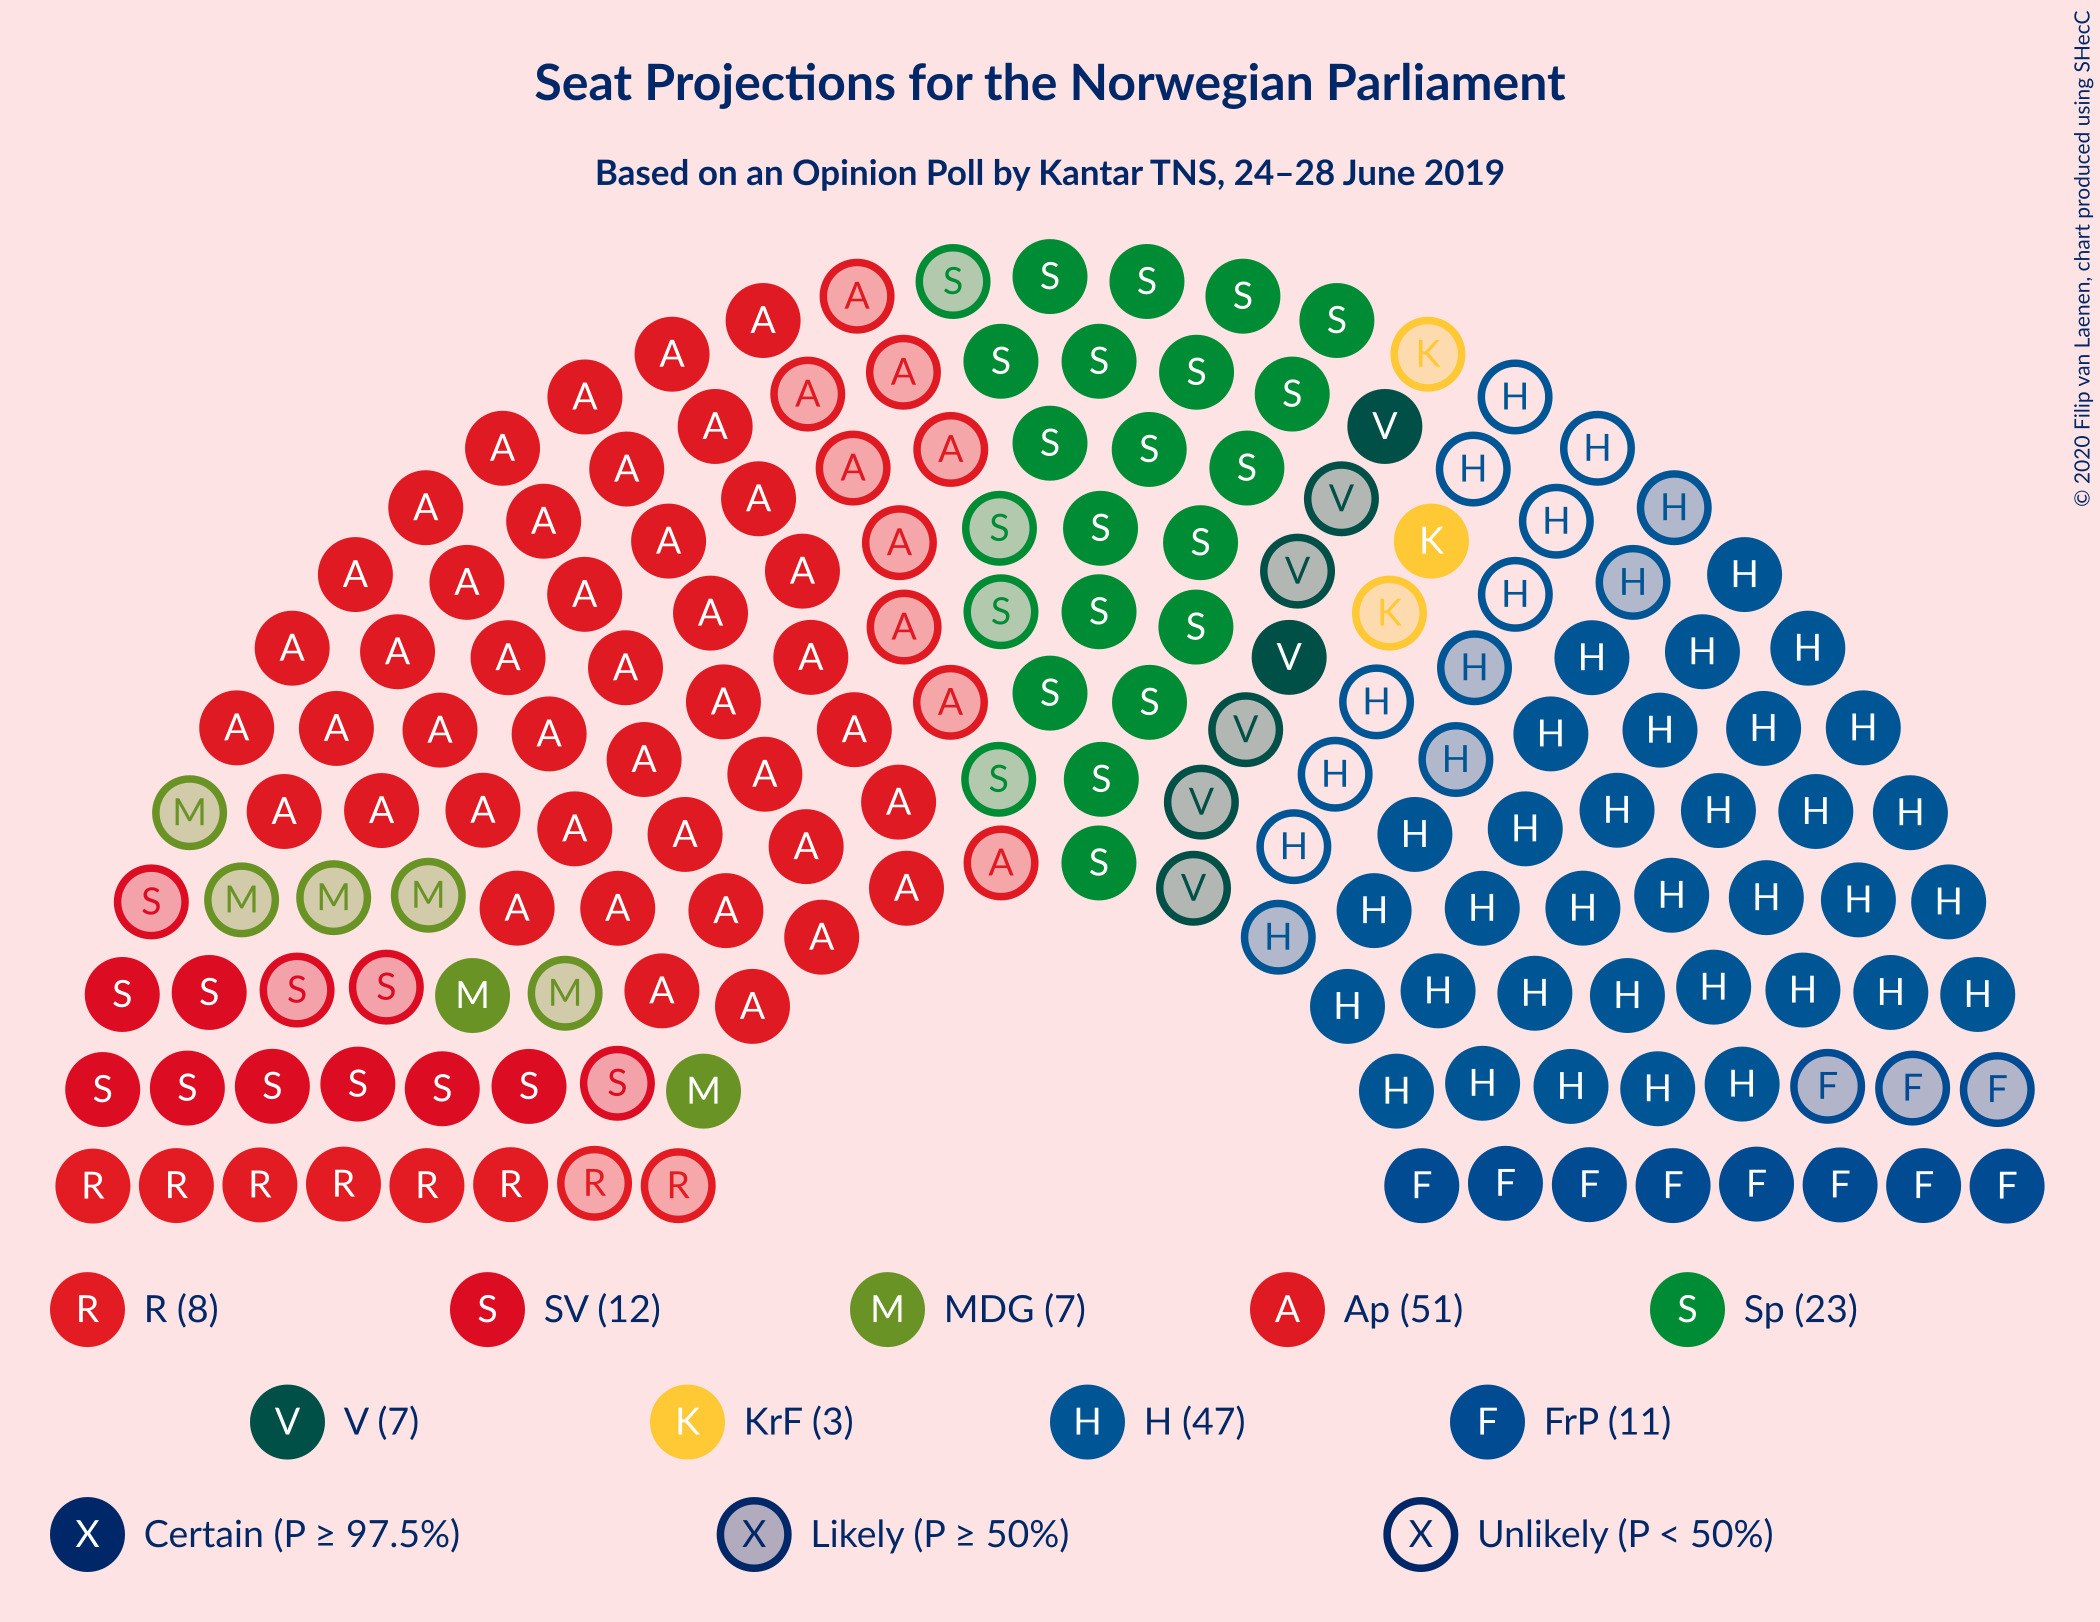 Seat Projections for the Norwegian Parliament
Based on an Opinion Poll by Kantar TNS, 24–28 June 2019
© 2020 Filip van Laenen, chart produced using SHecC
A A S S S S S K H
A A A S S S S V H H
A A A A A S S S V H H
A A A A A S S S V K H H
A A A A A A S S S V K H H H
A A A A A A A A S S V H H H H H
A A A A A A A A V H H H H H H
M A A A A A A A A S S V H H H H H H H
S M M M A A A A A A A S V H H H H H H H H H
S S S S M M A A H H H H H H H H
S S S S S S S M H H H H H F F F
R R R R R R R R F F F F F F F F
R R (8) S SV (12) M MDG (7) A Ap (51) S Sp (23)
V V (7) K KrF (3) H H (47) F FrP (11)
X Certain (P ≥ 97.5%) X Likely (P ≥ 50%) X Unlikely (P < 50%)